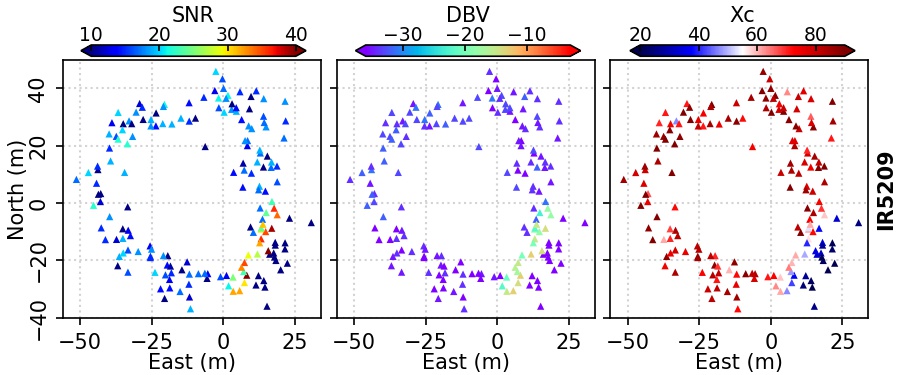 SNR DBV Xc
10 20 30 40 −30 −20 −10 20 40 60 80
40
20
0
−20
−40
North (m)
−50 −25 0 25 −50 −25 0 25 −50 −25 0 25
East (m) East (m) East (m)
IR5209